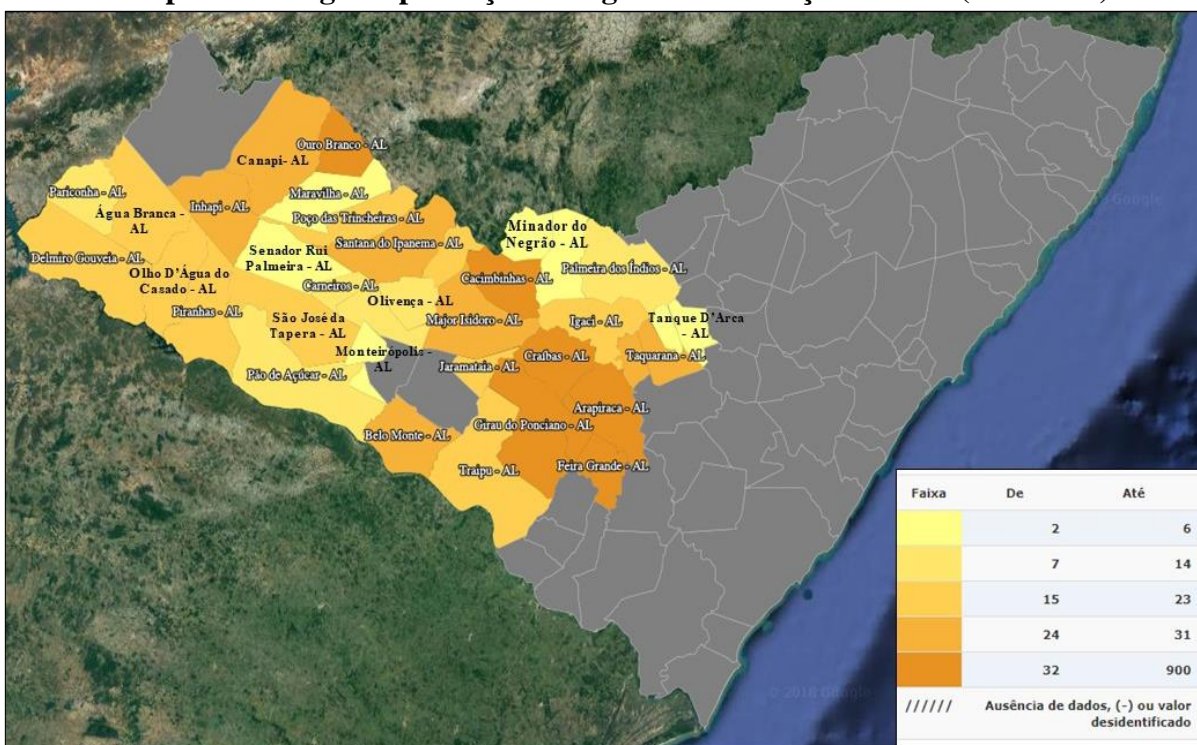 Ouro Branco - AL
Canapi- AL
Pariconha - AL
Maravilha - AL
Inhapi - AL
Água Branca -
AL
Poço das Trincheiras - AL
Minador do
Negrão - AL
Santana do Ipanema - AL
Senador Rui
Palmeira - AL
Delmiro Gouveia - AL
Palmeira dos Índios - AL
Olho D'Água do
Casado - AL
Cacimbinhas - AL
Carneiros - AL
Olivença - AL
Piranhas - AL
São José da
Tapera - AL
Major Isidoro - AL
Igaci - AL
Tanque D'Arca
- AL
Monteirópolis -
AL
Jaramataia - AL
Craíbas - AL
Taquarana - AL
Pão de Açúcar - AL
Arapiraca - AL
Girau do Ponciano - AL
Belo Monte - AL
Traipu - AL
Feira Grande - AL
Faixa De Até
2 6
7 14
15 23
24 31
32 900
////// Ausência de dados, (-) ou valor
desidentificado
© 2018 Google